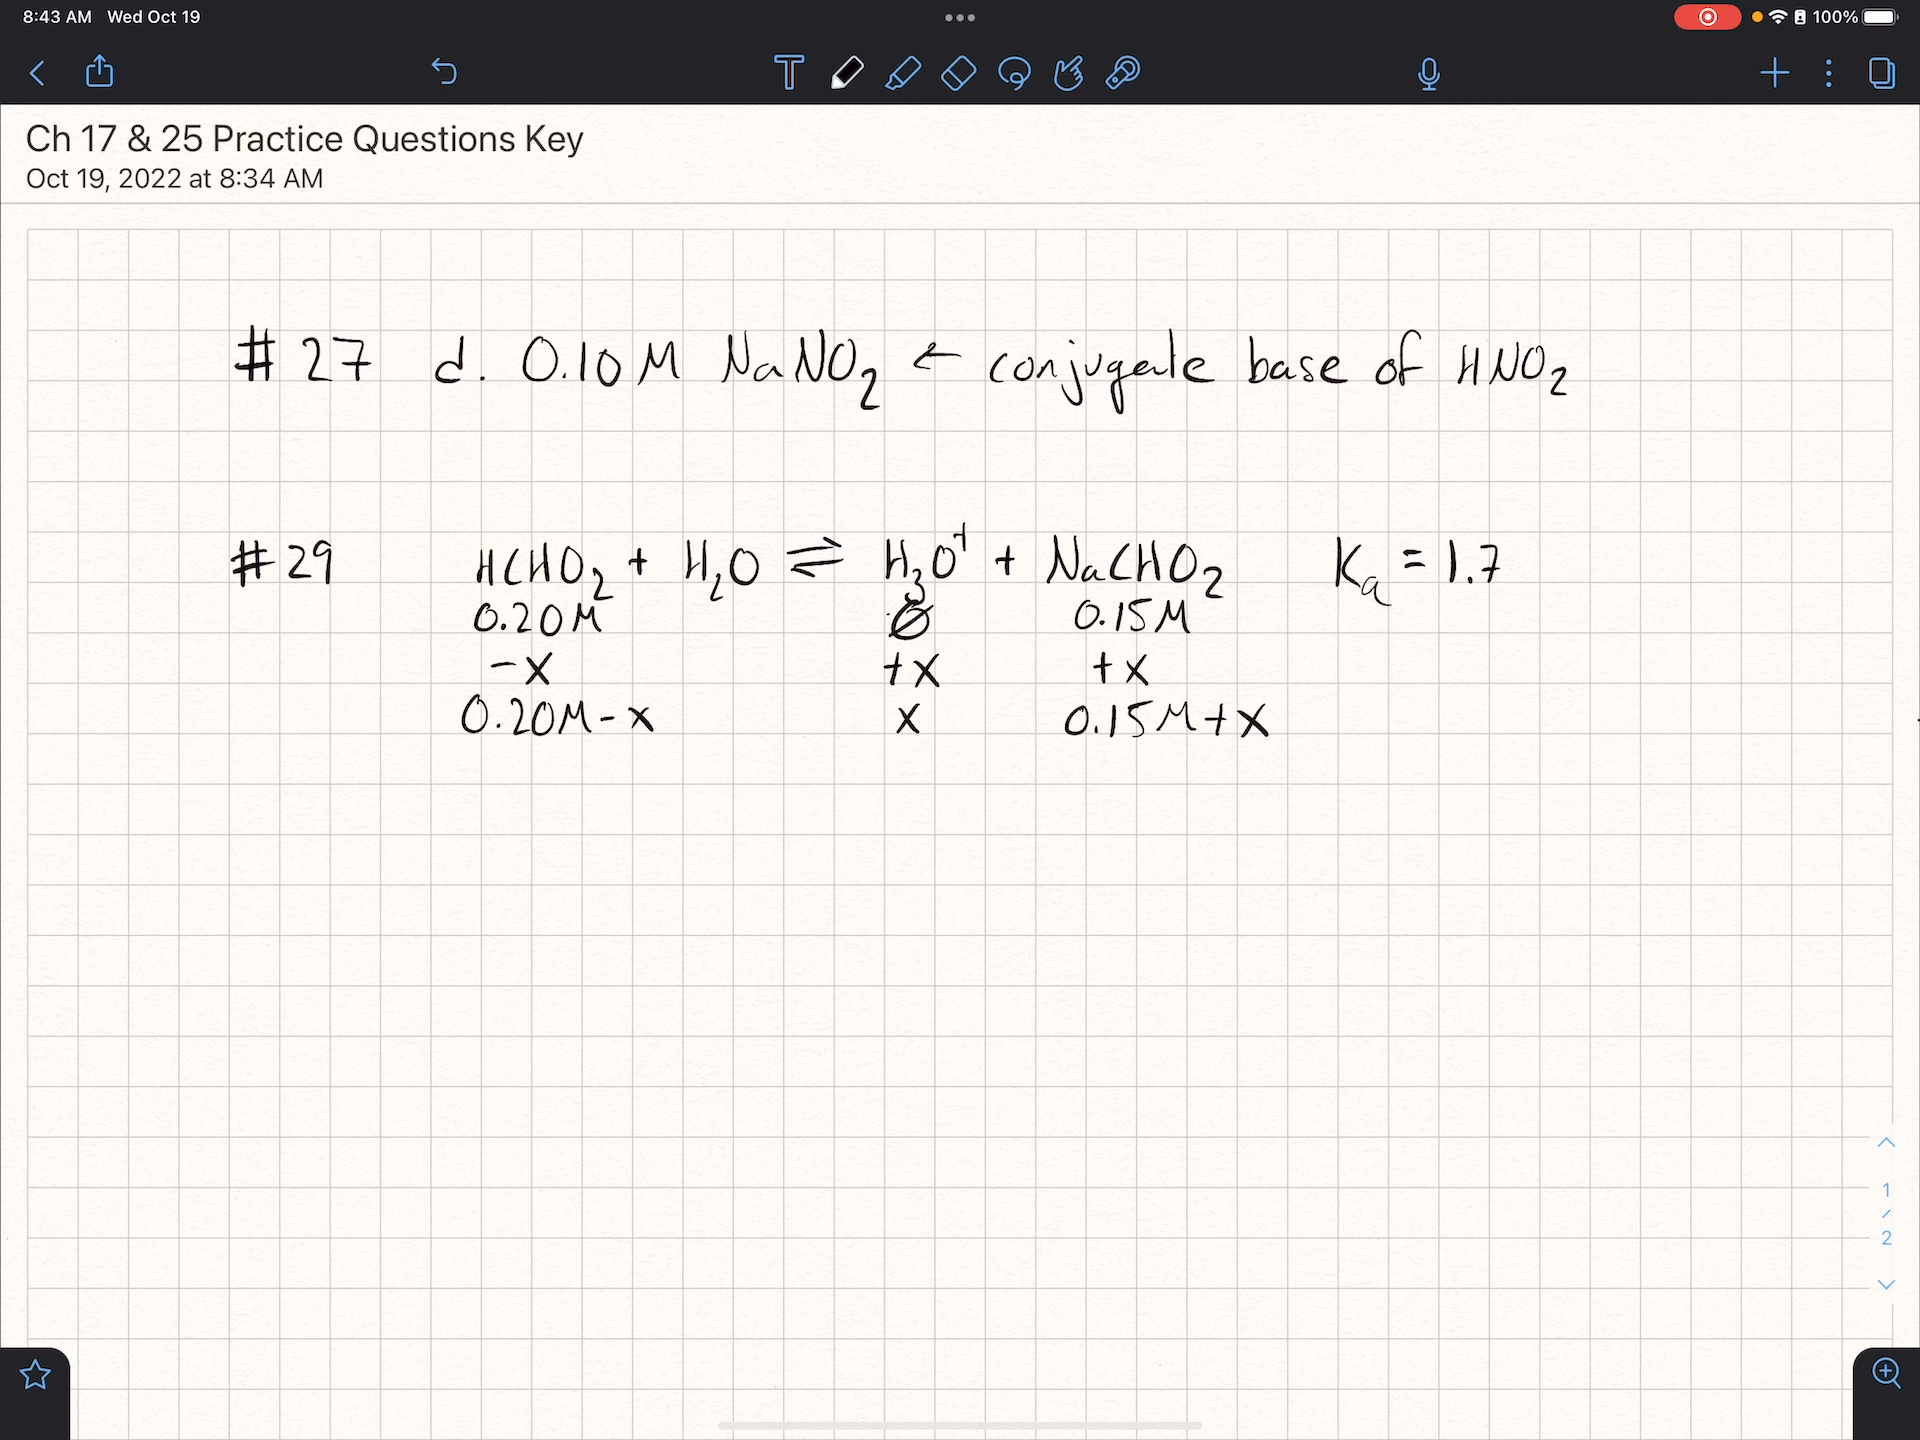 8:43 AM Wed Oct 19
100%
Ch 17 & 25 Practice Questions Key
Oct 19, 2022 at 8:34 AM
# 27 d. 0.10 M NaNO₂ ← conjugate base of HNO₂
# 29 HCHO₂ + H₂O ⇌ H₃O⁺ + NaCHO₂ Kₐ = 1.7
0.20M Ø 0.15M
-x +x +x
0.20M-x x 0.15M+x
1
/
2